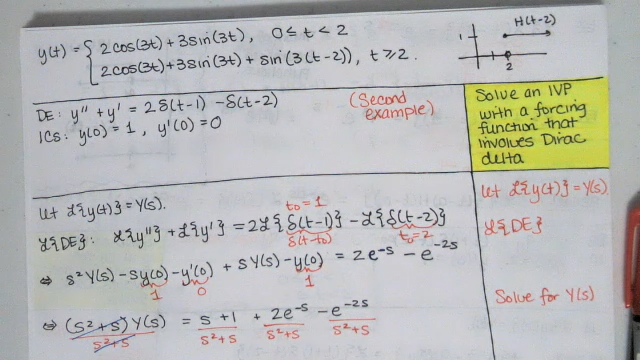 y(t) = { 2cos(3t)+3sin(3t), 0 ≤ t < 2
2cos(3t)+3sin(3t) + sin(3(t-2)), t ≥ 2.
H(t-2)
1
2
DE: y'' + y' = 2δ(t-1) - δ(t-2)
ICs: y(0) = 1, y'(0) = 0
(Second example)
Solve an IVP
with a forcing
function that
involves Dirac
delta
Let ℒ{y(t)} = Y(s).
t₀ = 1
ℒ{DE}: ℒ{y''} + ℒ{y'} = 2ℒ{δ(t-1)} - ℒ{δ(t-2)}
δ(t-t₀) t₀=2
⇔ s²Y(s) - sy(0) - y'(0) + sY(s) - y(0) = 2e^-s - e^-2s
1 0 1
⇔ (s²+s)Y(s) = s+1 + 2e^-s - e^-2s
s²+s s²+s s²+s s²+s
Let ℒ{y(t)} = Y(s)
ℒ{DE}
Solve for Y(s)